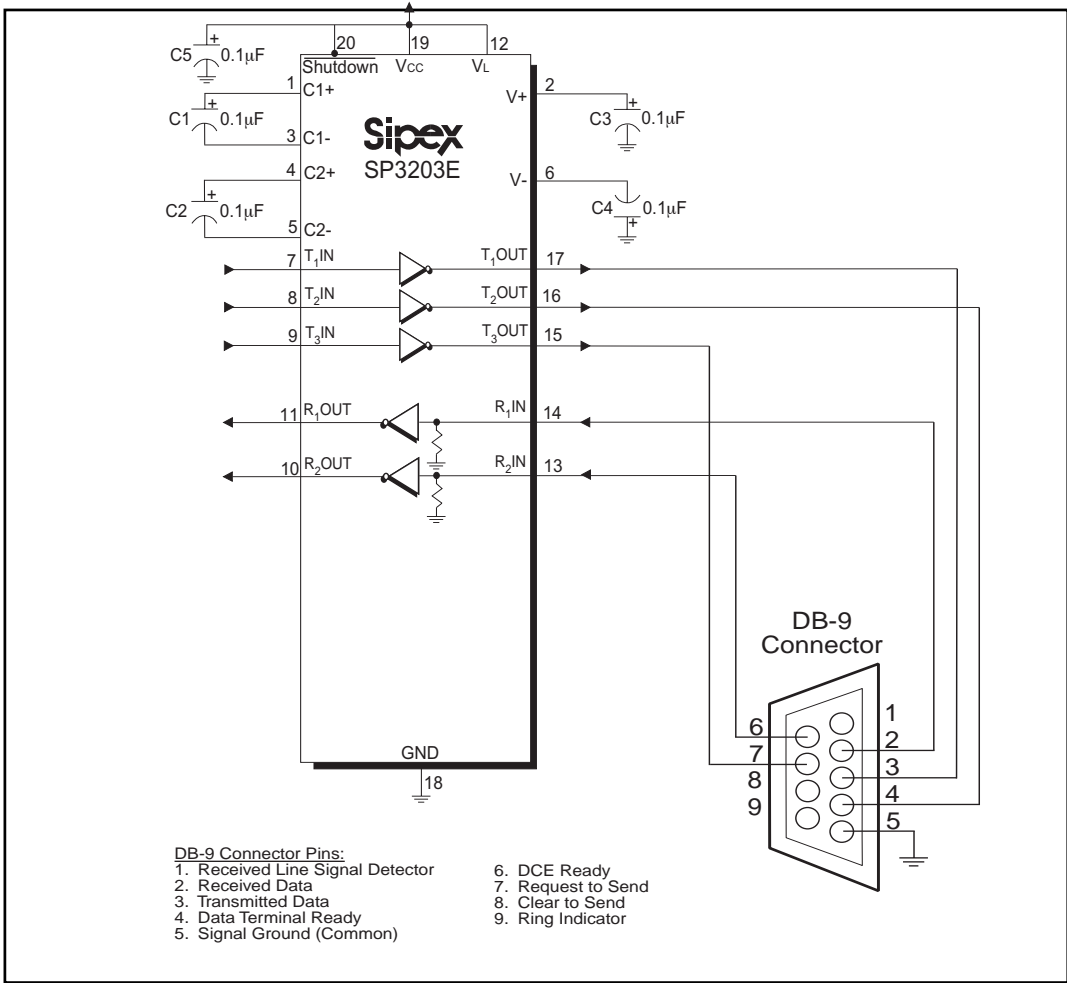 20 19 12
C5 + 0.1µF
Shutdown VCC VL
1 C1+ V+ 2
C1 + 0.1µF
C3 + 0.1µF
3 C1-
Sipex
SP3203E
4 C2+ V- 6
C2 + 0.1µF
C4 0.1µF +
5 C2-
7 T1IN T1OUT 17
8 T2IN T2OUT 16
9 T3IN T3OUT 15
11 R1OUT R1IN 14
10 R2OUT R2IN 13
DB-9
Connector
6
7
8
9
1
2
3
4
5
GND
18
DB-9 Connector Pins:
1. Received Line Signal Detector
2. Received Data
3. Transmitted Data
4. Data Terminal Ready
5. Signal Ground (Common)
6. DCE Ready
7. Request to Send
8. Clear to Send
9. Ring Indicator